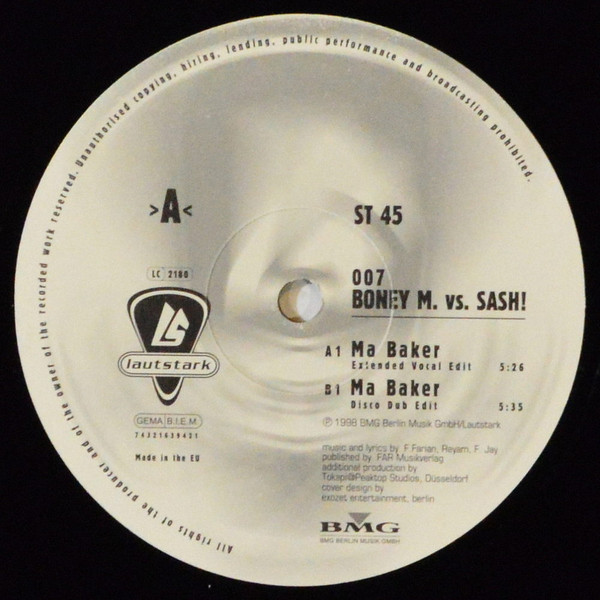 All rights of the producer and of the owner of the recorded work reserved. Unauthorised copying, hiring, lending, public performance and broadcasting prohibited.
>A<
ST 45
LC 2180
LS
lautstark
GEMA B.I.E.M
74321639421
Made in the EU
007
BONEY M. vs. SASH!
A1 Ma Baker
Extended Vocal Edit 5:26
B1 Ma Baker
Disco Dub Edit 5:35
℗ 1998 BMG Berlin Musik GmbH/Lautstark
music and lyrics by F.Farian, Reyam, F. Jay
published by FAR Musikverlag
additional production by
Tokapi@Peaktop Studios, Düsseldorf
cover design by
exozet entertainment, berlin
BMG
BMG BERLIN MUSIK GMBH